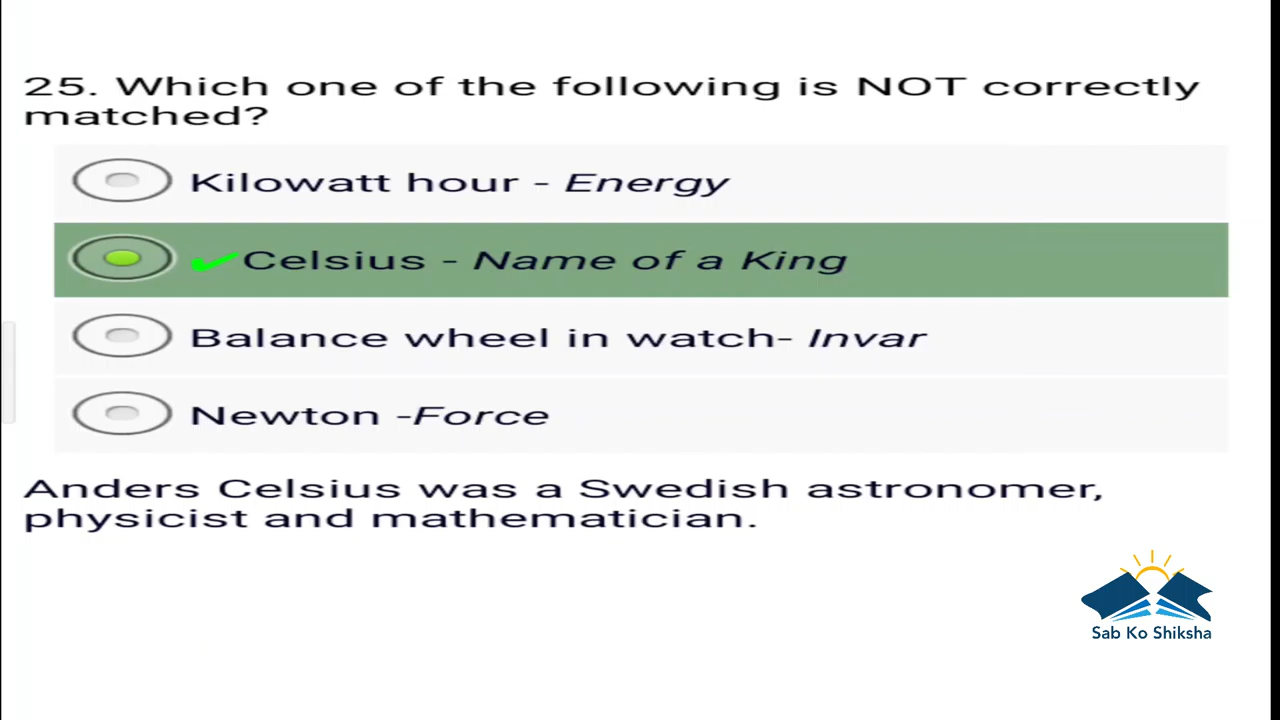 25. Which one of the following is NOT correctly
matched?
Kilowatt hour - Energy
Celsius - Name of a King
Balance wheel in watch- Invar
Newton -Force
Anders Celsius was a Swedish astronomer,
physicist and mathematician.
Sab Ko Shiksha